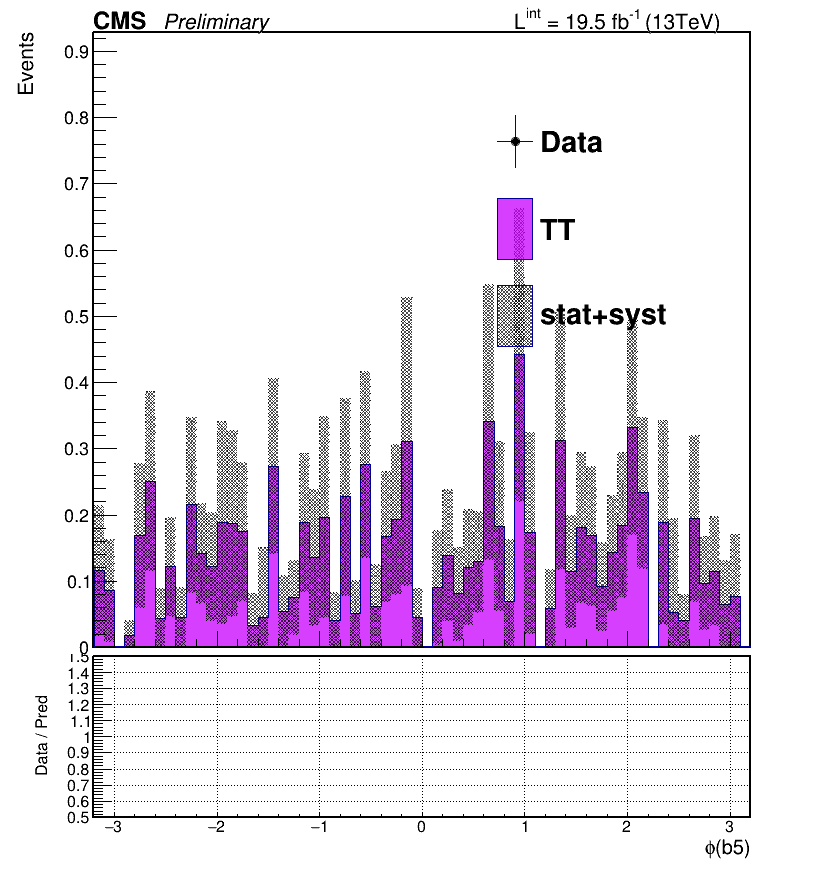 CMS Preliminary L^int = 19.5 fb^-1 (13TeV)
Events
0.9
0.8
0.7
0.6
0.5
0.4
0.3
0.2
0.1
0
Data
TT
stat+syst
Data / Pred
1.5
1.4
1.3
1.2
1.1
1
0.9
0.8
0.7
0.6
0.5
−3 −2 −1 0 1 2 3
ϕ(b5)